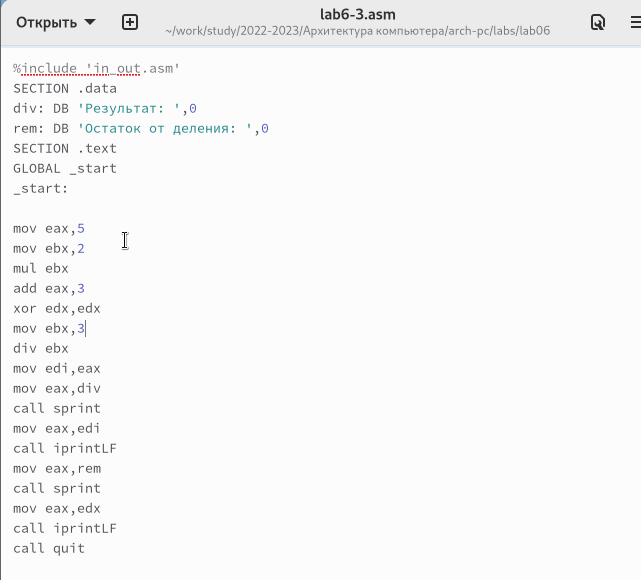 Открыть
lab6-3.asm
~/work/study/2022-2023/Архитектура компьютера/arch-pc/labs/lab06
%include 'in_out.asm'
SECTION .data
div: DB 'Результат: ',0
rem: DB 'Остаток от деления: ',0
SECTION .text
GLOBAL _start
_start:
mov eax,5
mov ebx,2
mul ebx
add eax,3
xor edx,edx
mov ebx,3
div ebx
mov edi,eax
mov eax,div
call sprint
mov eax,edi
call iprintLF
mov eax,rem
call sprint
mov eax,edx
call iprintLF
call quit